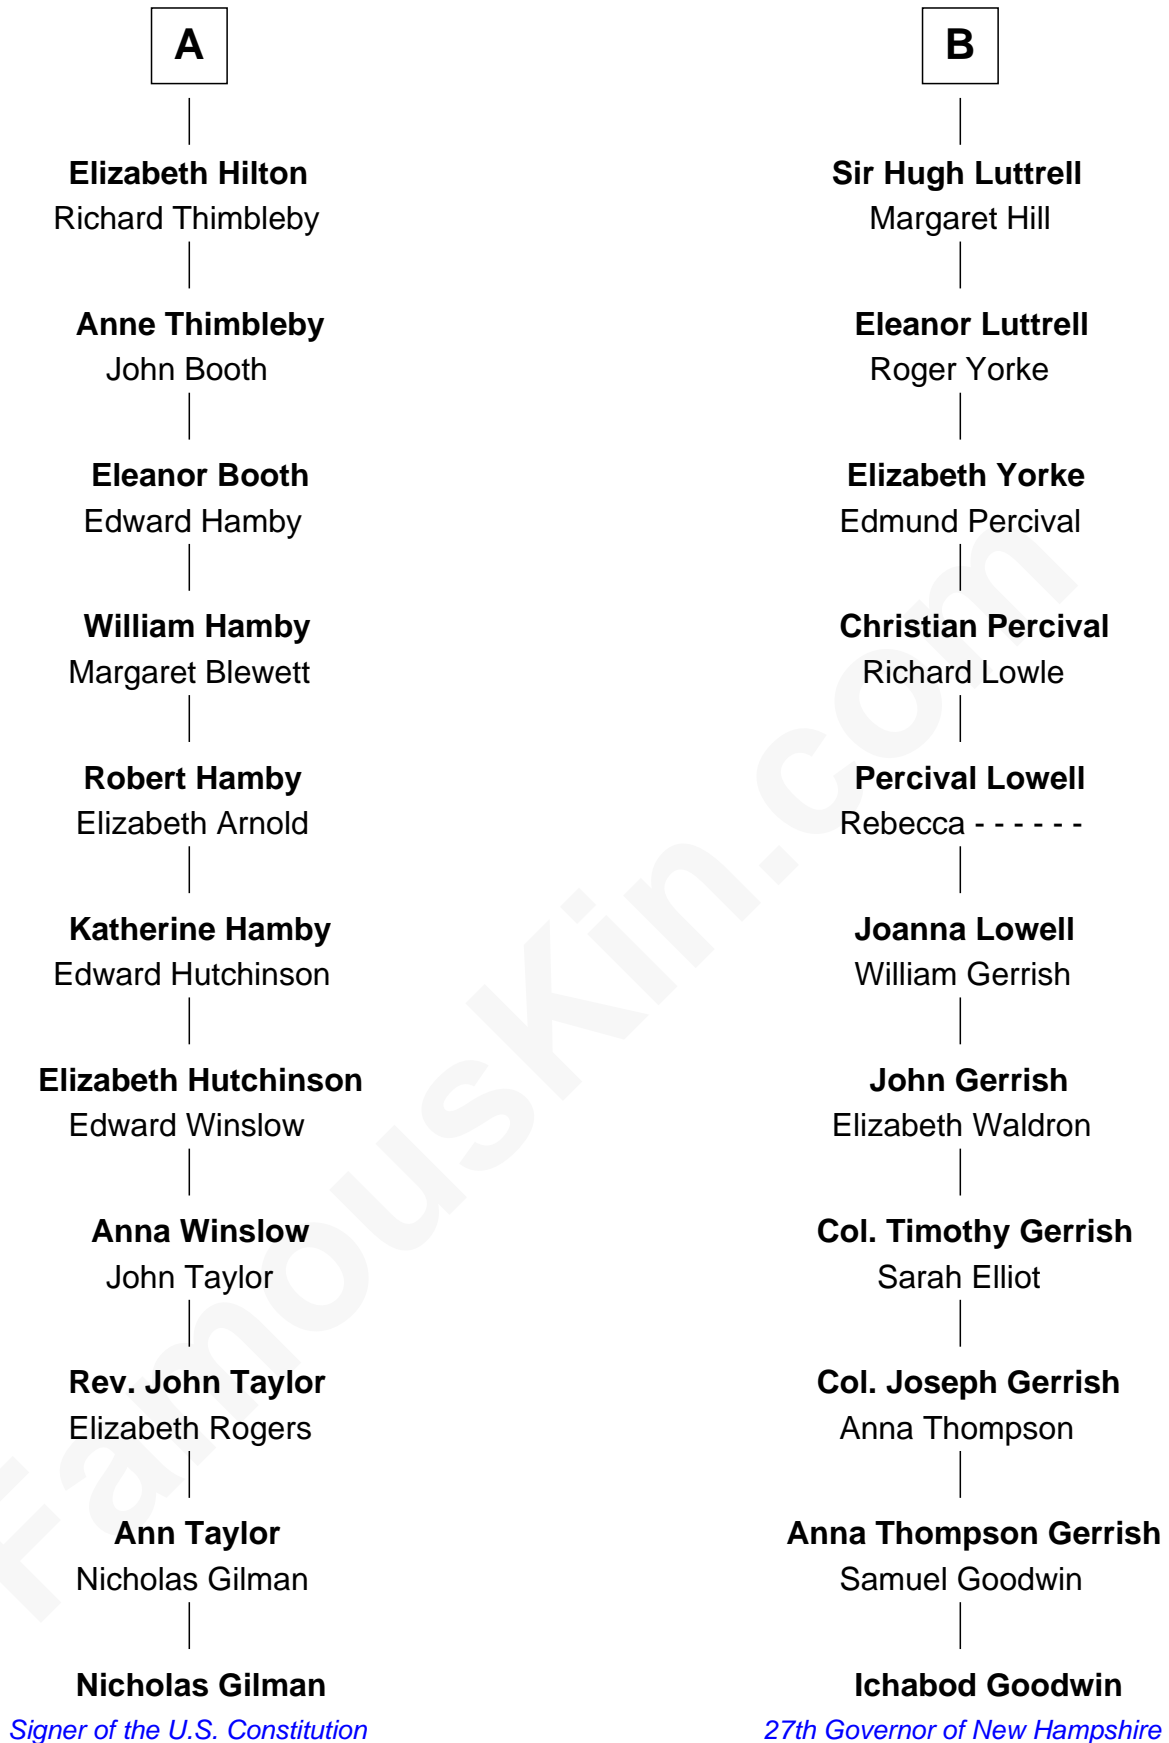 A
Elizabeth Hilton
Richard Thimbleby
Anne Thimbleby
John Booth
Eleanor Booth
Edward Hamby
William Hamby
Margaret Blewett
Robert Hamby
Elizabeth Arnold
Katherine Hamby
Edward Hutchinson
Elizabeth Hutchinson
Edward Winslow
Anna Winslow
John Taylor
Rev. John Taylor
Elizabeth Rogers
Ann Taylor
Nicholas Gilman
Nicholas Gilman
Signer of the U.S. Constitution
B
Sir Hugh Luttrell
Margaret Hill
Eleanor Luttrell
Roger Yorke
Elizabeth Yorke
Edmund Percival
Christian Percival
Richard Lowle
Percival Lowell
Rebecca - - - - - -
Joanna Lowell
William Gerrish
John Gerrish
Elizabeth Waldron
Col. Timothy Gerrish
Sarah Elliot
Col. Joseph Gerrish
Anna Thompson
Anna Thompson Gerrish
Samuel Goodwin
Ichabod Goodwin
27th Governor of New Hampshire
FamousKin.com